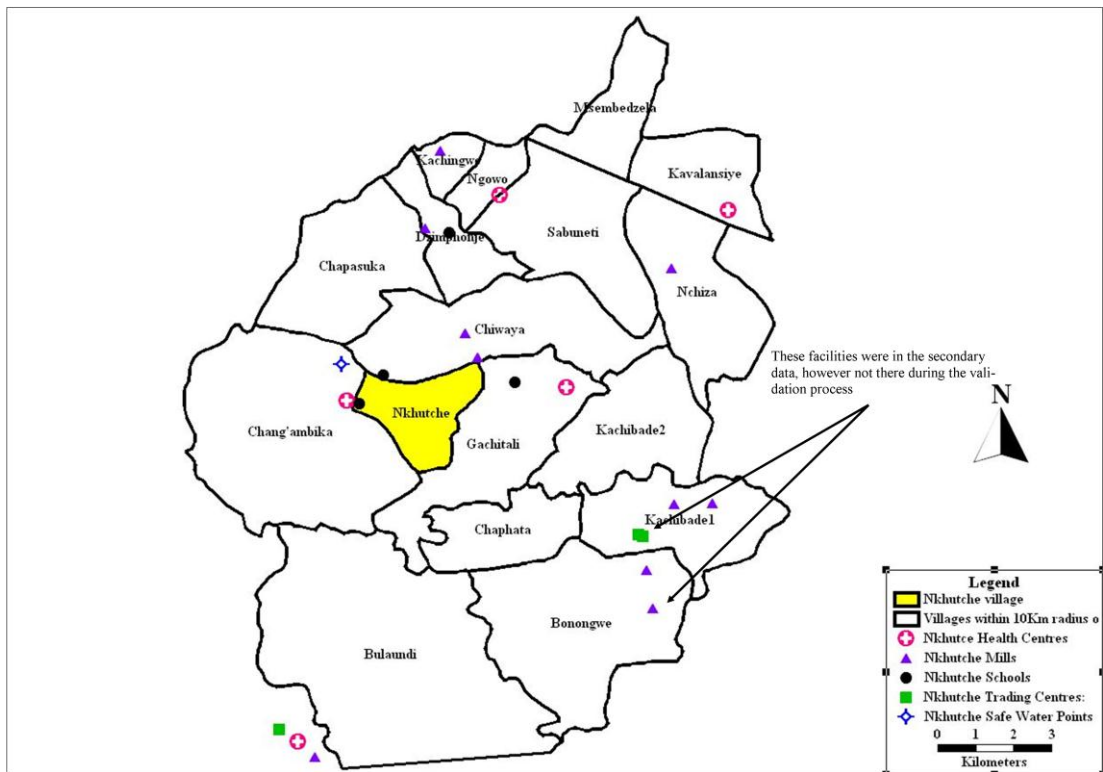 Msembedzela
Kachingwe
Ngowo
Kavalansiye
Dzimphonje
Sabuneti
Chapasuka
Nchiza
Chiwaya
These facilities were in the secondary
data, however not there during the vali-
dation process
N
Nkhutche
Chang'ambika
Gachitali
Kachibade2
Kachibade1
Chaphata
Bonongwe
Bulaundi
Legend
Nkhutche village
Villages within 10Km radius o
Nkhutce Health Centres
Nkhutche Mills
Nkhutche Schools
Nkhutche Trading Centres:
Nkhutche Safe Water Points
0 1 2 3
Kilometers